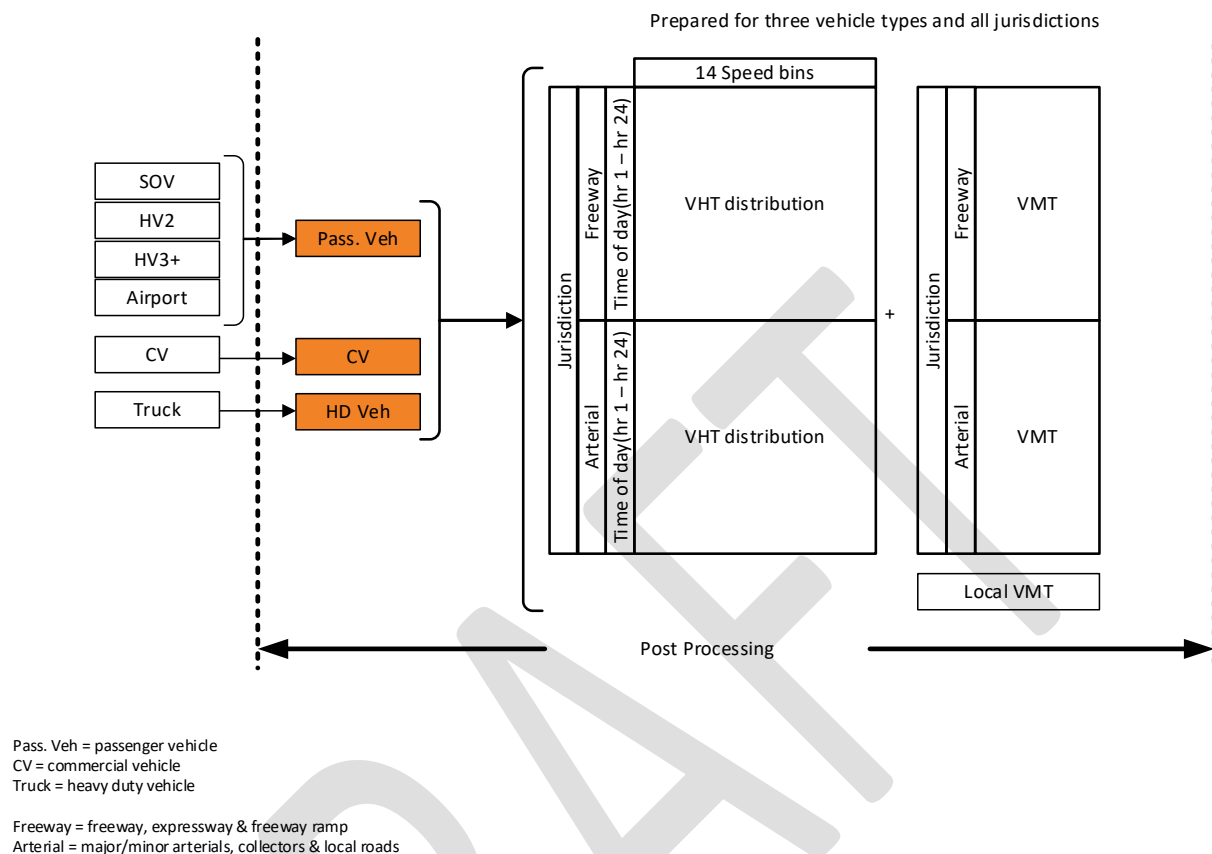 Prepared for three vehicle types and all jurisdictions
14 Speed bins
SOV
HV2
HV3+
Airport
CV
Truck
Pass. Veh
CV
HD Veh
Jurisdiction
Freeway
Time of day(hr 1 – hr 24)
VHT distribution
Arterial
Time of day(hr 1 – hr 24)
VHT distribution
+
Jurisdiction
Freeway
VMT
Arterial
VMT
Local VMT
Post Processing
Pass. Veh = passenger vehicle
CV = commercial vehicle
Truck = heavy duty vehicle
Freeway = freeway, expressway & freeway ramp
Arterial = major/minor arterials, collectors & local roads
DRAFT